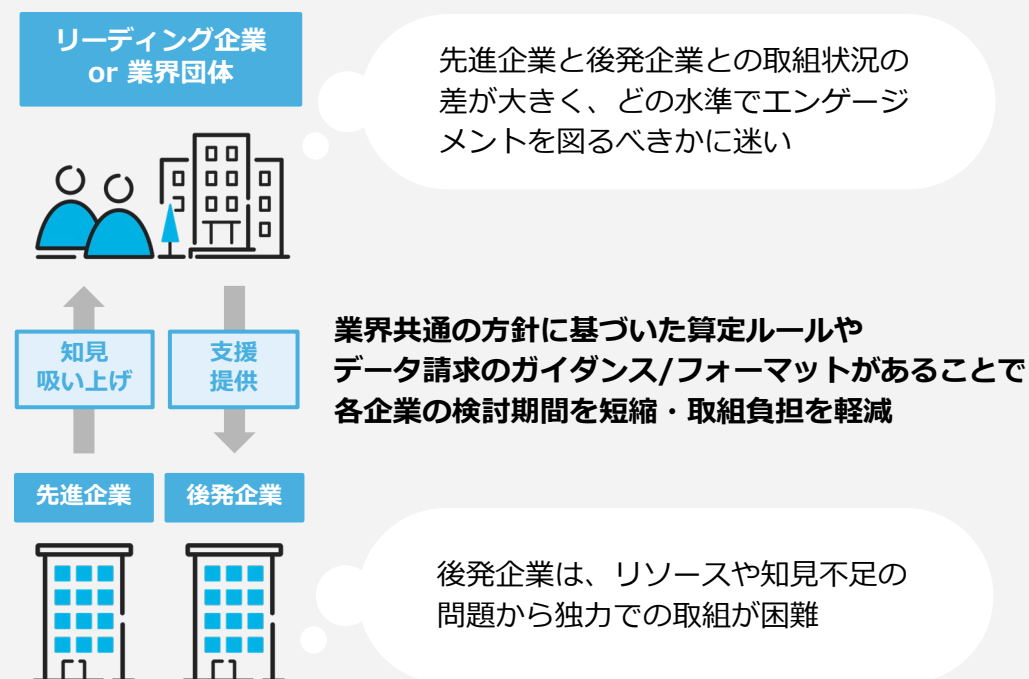 リーディング企業
or 業界団体
先進企業と後発企業との取組状況の
差が大きく、どの水準でエンゲージ
メントを図るべきかに迷い
知見
吸い上げ
支援
提供
業界共通の方針に基づいた算定ルールや
データ請求のガイダンス/フォーマットがあることで
各企業の検討期間を短縮・取組負担を軽減
先進企業
後発企業
後発企業は、リソースや知見不足の
問題から独力での取組が困難